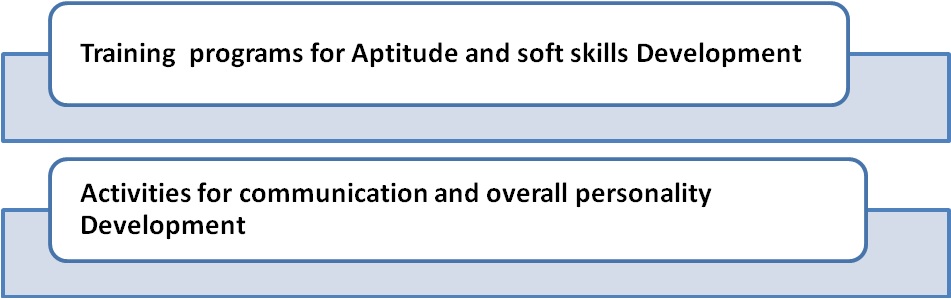 Training  programs for Aptitude and soft skills Development
Activities for communication and overall personality
Development